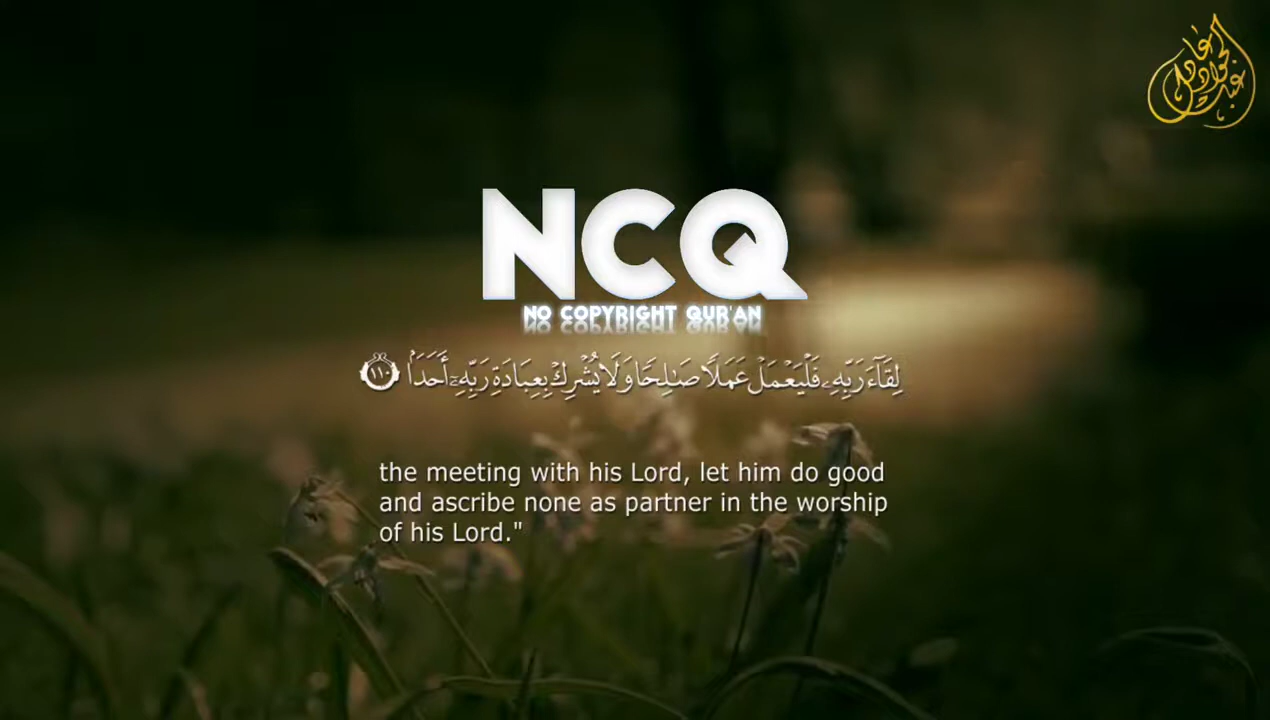 NCQ
NO COPYRIGHT QUR'AN
لِقَآءَ رَبِّهِۦ فَلْيَعْمَلْ عَمَلًا صَٰلِحًا وَلَا يُشْرِكْ بِعِبَادَةِ رَبِّهِۦٓ أَحَدًۢا ١١٠
the meeting with his Lord, let him do good
and ascribe none as partner in the worship
of his Lord."